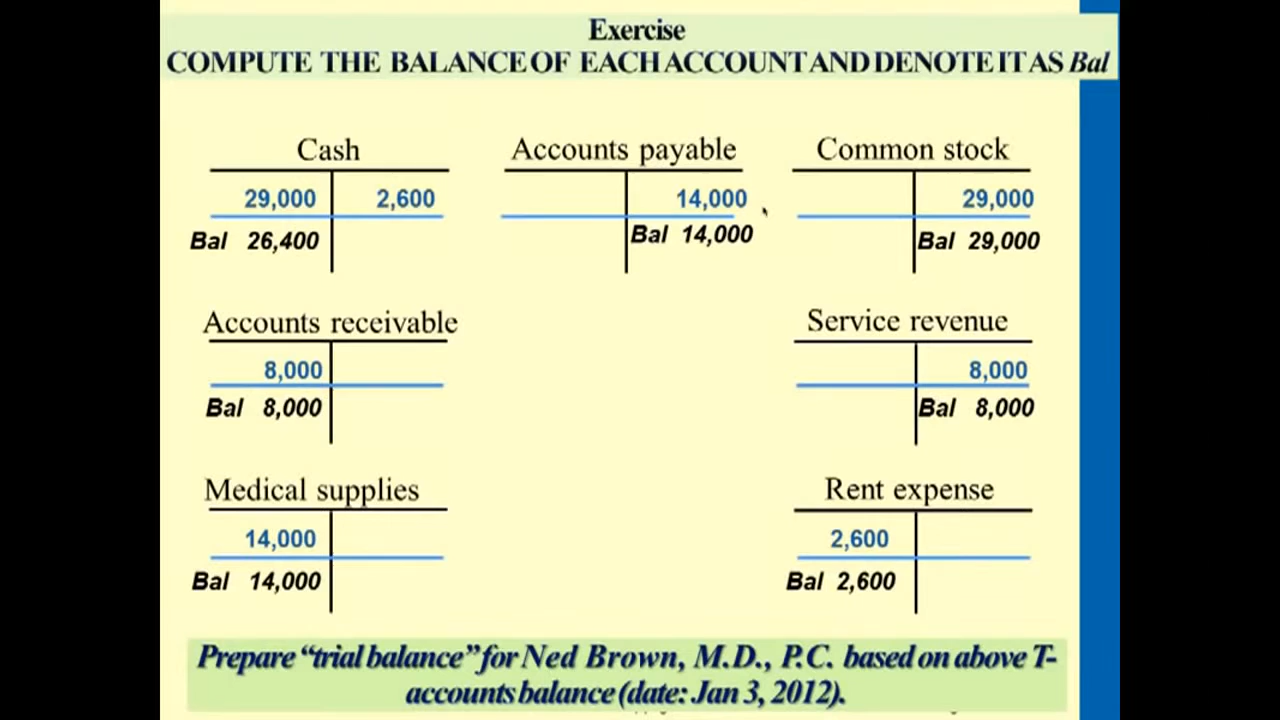 Exercise
COMPUTE THE BALANCE OF EACH ACCOUNT AND DENOTE IT AS Bal
Cash
29,000 2,600
Bal 26,400
Accounts payable
14,000
Bal 14,000
Common stock
29,000
Bal 29,000
Accounts receivable
8,000
Bal 8,000
Service revenue
8,000
Bal 8,000
Medical supplies
14,000
Bal 14,000
Rent expense
2,600
Bal 2,600
Prepare “trial balance” for Ned Brown, M.D., P.C. based on above T-
accounts balance (date: Jan 3, 2012).